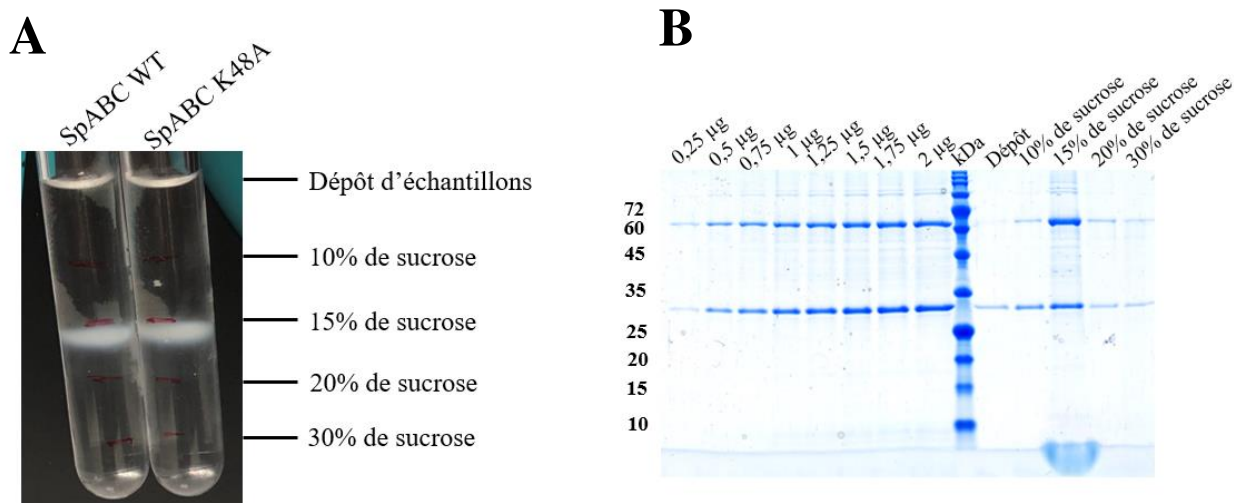 A
SpABC WT
SpABC K48A
Dépôt d’échantillons
10% de sucrose
15% de sucrose
20% de sucrose
30% de sucrose
B
0,25 µg
0,5 µg
0,75 µg
1 µg
1,25 µg
1,5 µg
1,75 µg
2 µg
kDa
Dépôt
10% de sucrose
15% de sucrose
20% de sucrose
30% de sucrose
72
60
45
35
25
20
15
10